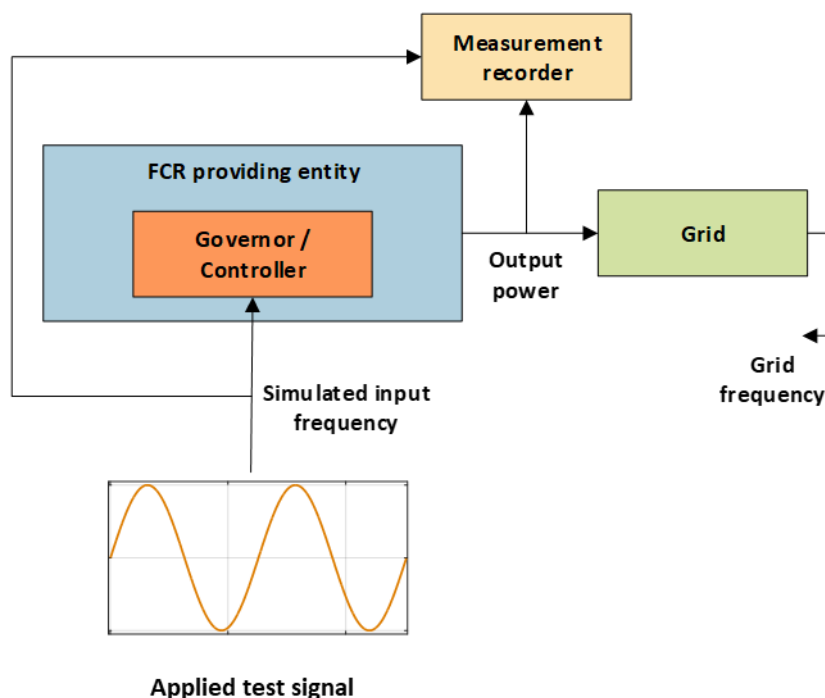 Measurement
recorder
FCR providing entity
Governor /
Controller
Output
power
Grid
Grid
frequency
Simulated input
frequency
Applied test signal